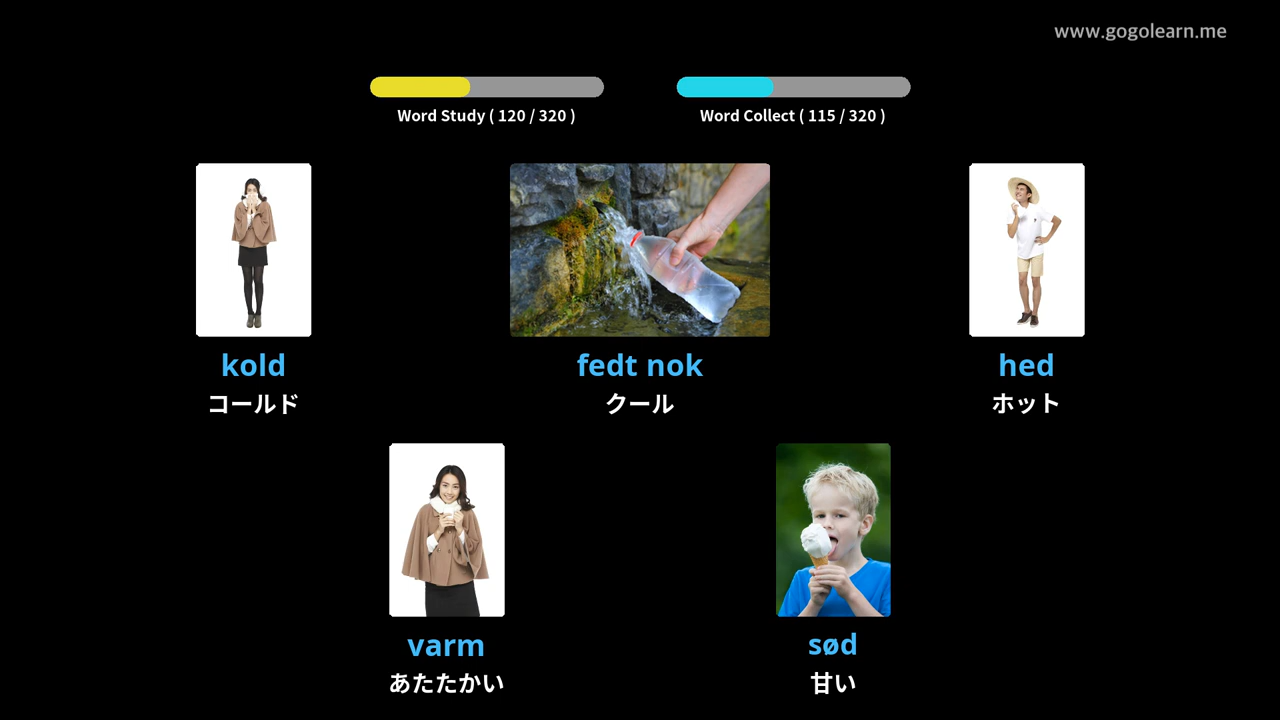 www.gogolearn.me
Word Study ( 120 / 320 )
Word Collect ( 115 / 320 )
kold
コールド
fedt nok
クール
hed
ホット
varm
あたたかい
sød
甘い